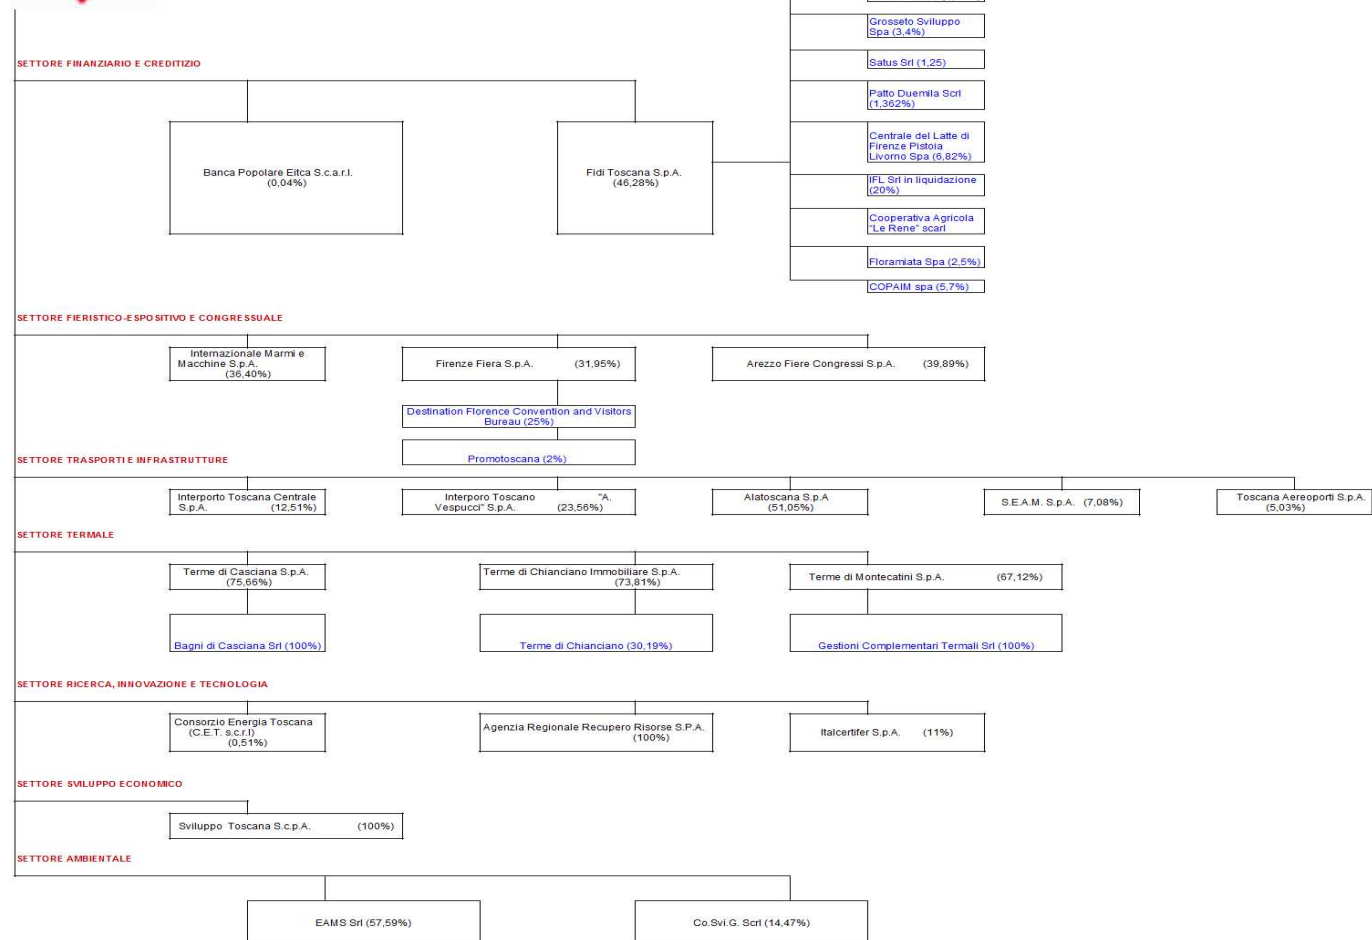 Grosseto Sviluppo
Spa (3,4%)
SETTORE FINANZIARIO E CREDITIZIO
Satus Srl (1,25)
Patto Duemila Scrl
(1,362%)
Banca Popolare Eitca S.c.a.r.l.
(0,04%)
Fidi Toscana S.p.A.
(46,28%)
Centrale del Latte di
Firenze Pistoia
Livorno Spa (6,82%)
IFL Srl in liquidazione
(20%)
Cooperativa Agricola
"Le Rene" scarl
Floramiata Spa (2,5%)
COPAIM spa (5,7%)
SETTORE FIERISTICO-ESPOSITIVO E CONGRESSUALE
Internazionale Marmi e
Macchine S.p.A.
(36,40%)
Firenze Fiera S.p.A. (31,95%)
Arezzo Fiere Congressi S.p.A. (39,89%)
Destination Florence Convention and Visitors
Bureau (25%)
Promotoscana (2%)
SETTORE TRASPORTI E INFRASTRUTTURE
Interporto Toscana Centrale
S.p.A. (12,51%)
Interporo Toscano "A.
Vespucci" S.p.A. (23,56%)
Alatoscana S.p.A
(51,05%)
S.E.A.M. S.p.A. (7,08%)
Toscana Aereoporti S.p.A.
(5,03%)
SETTORE TERMALE
Terme di Casciana S.p.A.
(75,66%)
Terme di Chianciano Immobiliare S.p.A.
(73,81%)
Terme di Montecatini S.p.A. (67,12%)
Bagni di Casciana Srl (100%)
Terme di Chianciano (30,19%)
Gestioni Complementari Termali Srl (100%)
SETTORE RICERCA, INNOVAZIONE E TECNOLOGIA
Consorzio Energia Toscana
(C.E.T. s.c.r.l)
(0,51%)
Agenzia Regionale Recupero Risorse S.P.A.
(100%)
Italcertifer S.p.A. (11%)
SETTORE SVILUPPO ECONOMICO
Sviluppo Toscana S.c.p.A. (100%)
SETTORE AMBIENTALE
EAMS Srl (57,59%)
Co.Svi.G. Scrl (14,47%)